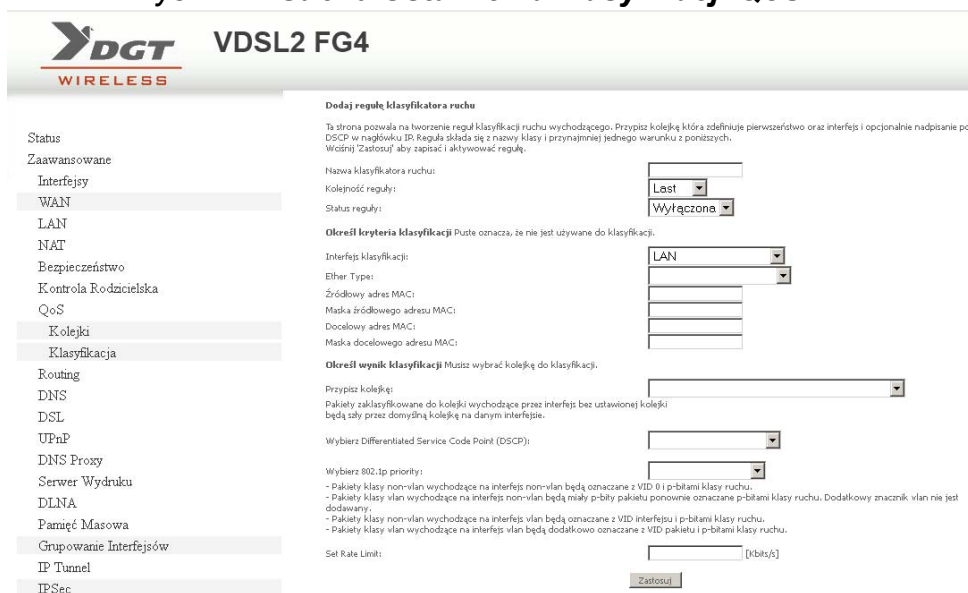 DGT
WIRELESS
VDSL2 FG4
Status
Zaawansowane
Interfejsy
WAN
LAN
NAT
Bezpieczeństwo
Kontrola Rodzicielska
QoS
Kolejki
Klasyfikacja
Routing
DNS
DSL
UPnP
DNS Proxy
Serwer Wydruku
DLNA
Pamięć Masowa
Grupowanie Interfejsów
IP Tunnel
IPSec
Dodaj regułę klasyfikatora ruchu
Ta strona pozwala na tworzenie reguł klasyfikacji ruchu wychodzącego. Przypisz kolejkę która zdefiniuje pierwszeństwo oraz interfejs i opcjonalnie nadpisanie po
DSCP w nagłówku IP. Reguła składa się z nazwy klasy i przynajmniej jednego warunku z poniższych.
Wciśnij 'Zastosuj' aby zapisać i aktywować regułę.
Nazwa klasyfikatora ruchu:
Kolejność reguły: Last
Status reguły: Wyłączona
Określ kryteria klasyfikacji Puste oznacza, że nie jest używane do klasyfikacji.
Interfejs klasyfikacji: LAN
Ether Type:
Źródłowy adres MAC:
Maska źródłowego adresu MAC:
Docelowy adres MAC:
Maska docelowego adresu MAC:
Określ wynik klasyfikacji Musisz wybrać kolejkę do klasyfikacji.
Przypisz kolejkę:
Pakiety zaklasyfikowane do kolejki wychodzące przez interfejs bez ustawionej kolejki
będą szły przez domyślną kolejkę na danym interfejsie.
Wybierz Differentiated Service Code Point (DSCP):
Wybierz 802.1p priority:
- Pakiety klasy non-vlan wychodzące na interfejs non-vlan będą oznaczane z VID 0 i p-bitami klasy ruchu.
- Pakiety klasy vlan wychodzące na interfejs non-vlan będą miały p-bity pakietu ponownie oznaczane p-bitami klasy ruchu. Dodatkowy znacznik vlan nie jest
dodawany.
- Pakiety klasy non-vlan wychodzące na interfejs vlan będą oznaczane z VID interfejsu i p-bitami klasy ruchu.
- Pakiety klasy vlan wychodzące na interfejs vlan będą dodatkowo oznaczane z VID pakietu i p-bitami klasy ruchu.
Set Rate Limit: [Kbits/s]
Zastosuj